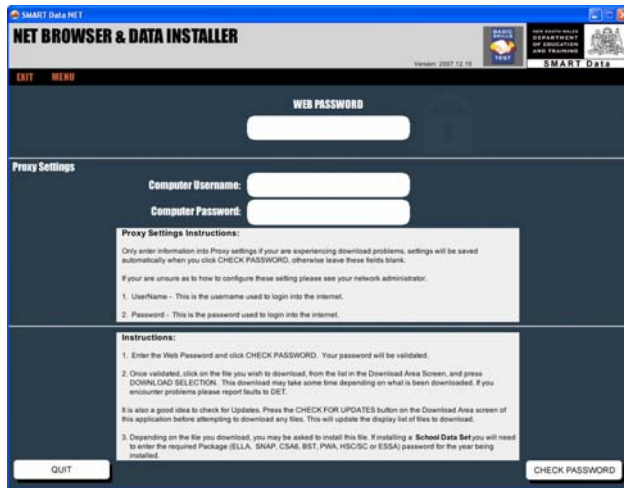 SMART Data NET
NET BROWSER & DATA INSTALLER
BASIC
SKILLS
TEST
NEW SOUTH WALES
DEPARTMENT
OF EDUCATION
AND TRAINING
SMART Data
Version: 2007.12.10
EXIT MENU
WEB PASSWORD
Proxy Settings
Computer Username:
Computer Password:
Proxy Settings Instructions:
Only enter information into Proxy settings if your are experiencing download problems, settings will be saved
automatically when you click CHECK PASSWORD, otherwise leave these fields blank.
If your are unsure as to how to configure these setting please see your network administrator.
1. UserName - This is the username used to login into the internet.
2. Password - This is the password used to login into the internet.
Instructions:
1. Enter the Web Password and click CHECK PASSWORD. Your password will be validated.
2. Once validated, click on the file you wish to download, from the list in the Download Area Screen, and press
DOWNLOAD SELECTION. This download may take some time depending on what is been downloaded. If you
encounter problems please report faults to DET.
It is also a good idea to check for Updates. Press the CHECK FOR UPDATES button on the Download Area screen of
this application before attempting to download any files. This will update the display list of files to download.
3. Depending on the file you download, you may be asked to install this file. If installing a School Data Set you will need
to enter the required Package (ELLA, SNAP, CSA6, BST, PWA, HSC/SC or ESSA) password for the year being
installed.
QUIT
CHECK PASSWORD